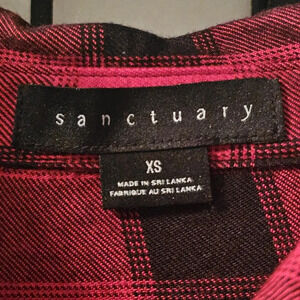 sanctuary
XS
MADE IN SRI LANKA
FABRIQUE AU SRI LANKA